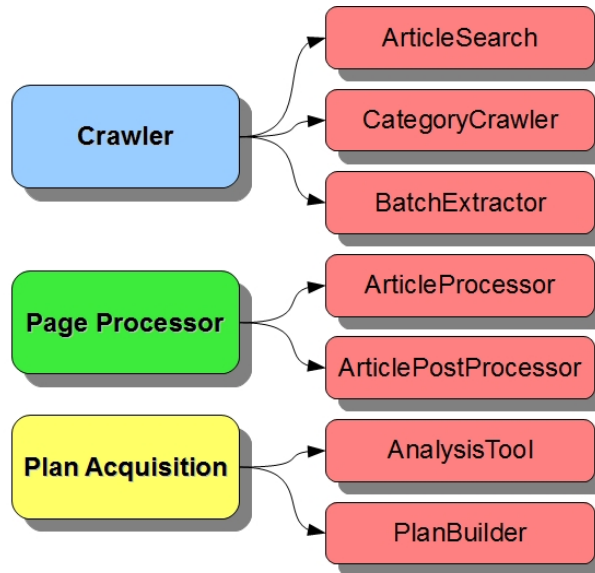 Crawler
ArticleSearch
CategoryCrawler
BatchExtractor
Page Processor
ArticleProcessor
ArticlePostProcessor
Plan Acquisition
AnalysisTool
PlanBuilder